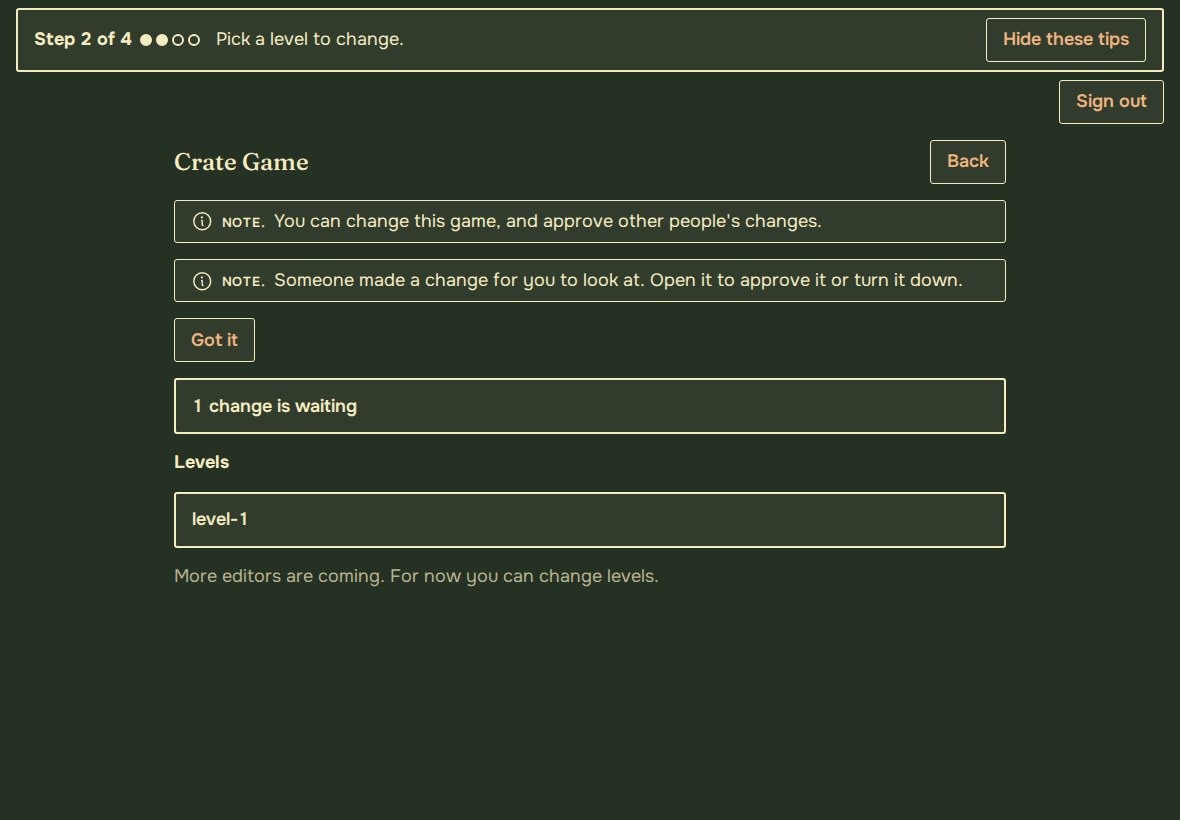 Step 2 of 4 Pick a level to change. Hide these tips
Sign out
Crate Game Back
NOTE. You can change this game, and approve other people's changes.
NOTE. Someone made a change for you to look at. Open it to approve it or turn it down.
Got it
1 change is waiting
Levels
level-1
More editors are coming. For now you can change levels.